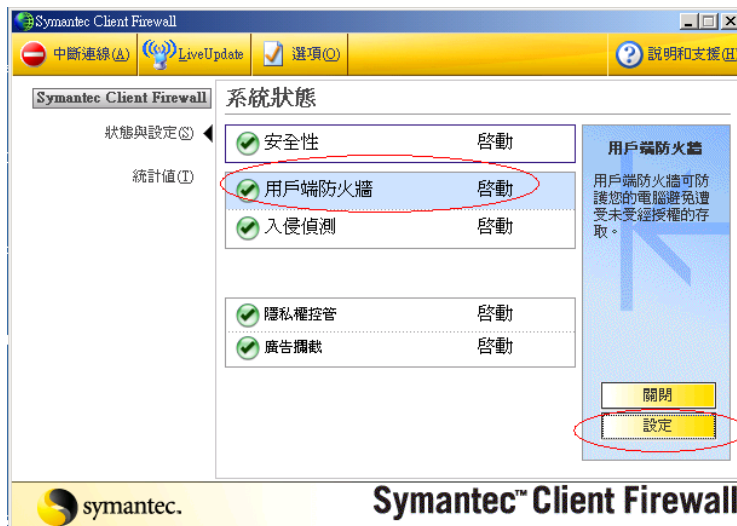 Symantec Client Firewall
中斷連線(A) LiveUpdate 選項(O) 說明和支援(H
Symantec Client Firewall
狀態與設定(S)
統計值(T)
系統狀態
安全性 啓動
用戶端防火牆 啓動
入侵偵測 啓動
隱私權控管 啓動
廣告攔截 啓動
用戶端防火牆
用戶端防火牆可防
護您的電腦避免遭
受未受經授權的存
取。
關閉
設定
symantec.
Symantec™ Client Firewall